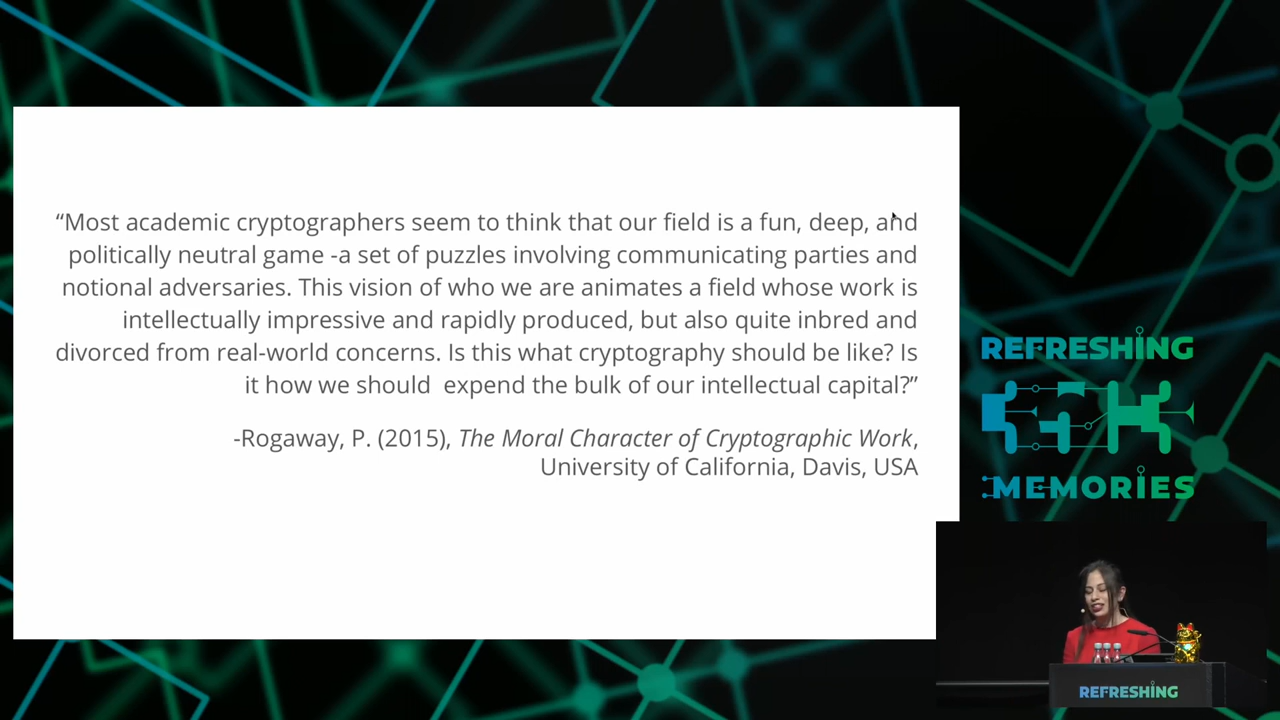 “Most academic cryptographers seem to think that our field is a fun, deep, and
politically neutral game -a set of puzzles involving communicating parties and
notional adversaries. This vision of who we are animates a field whose work is
intellectually impressive and rapidly produced, but also quite inbred and
divorced from real-world concerns. Is this what cryptography should be like? Is
it how we should expend the bulk of our intellectual capital?”
-Rogaway, P. (2015), The Moral Character of Cryptographic Work,
University of California, Davis, USA
REFRESHING
35C3
MEMORIES
REFRESHING